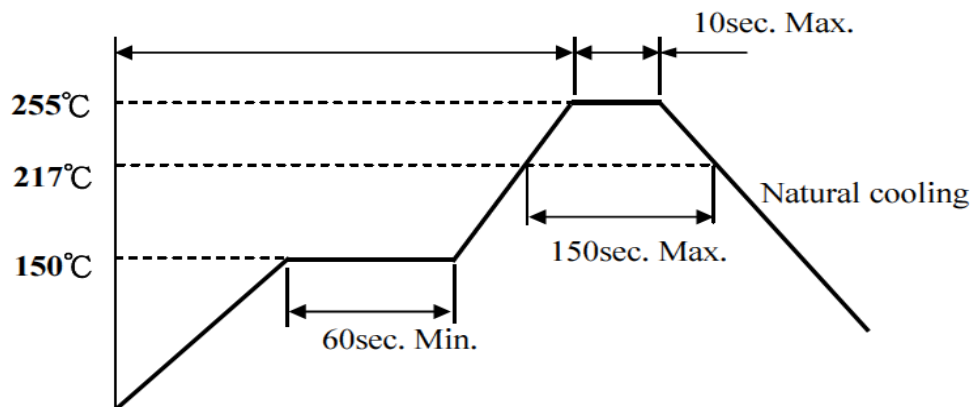 10sec. Max.
255℃
217℃
Natural cooling
150sec. Max.
150℃
60sec. Min.